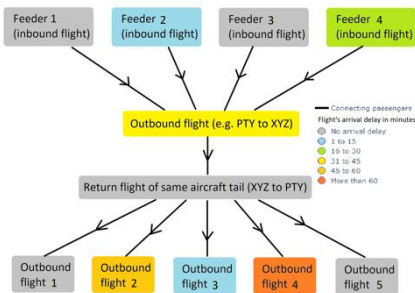 Feeder 1
(inbound flight)
Feeder 2
(inbound flight)
Feeder 3
(inbound flight)
Feeder 4
(inbound flight)
Connecting passengers
Flight's arrival delay in minutes
No arrival delay
1 to 15
16 to 30
31 to 45
46 to 60
More than 60
Outbound flight (e.g. PTY to XYZ)
Return flight of same aircraft tail (XYZ to PTY)
Outbound
flight 1
Outbound
flight 2
Outbound
flight 3
Outbound
flight 4
Outbound
flight 5